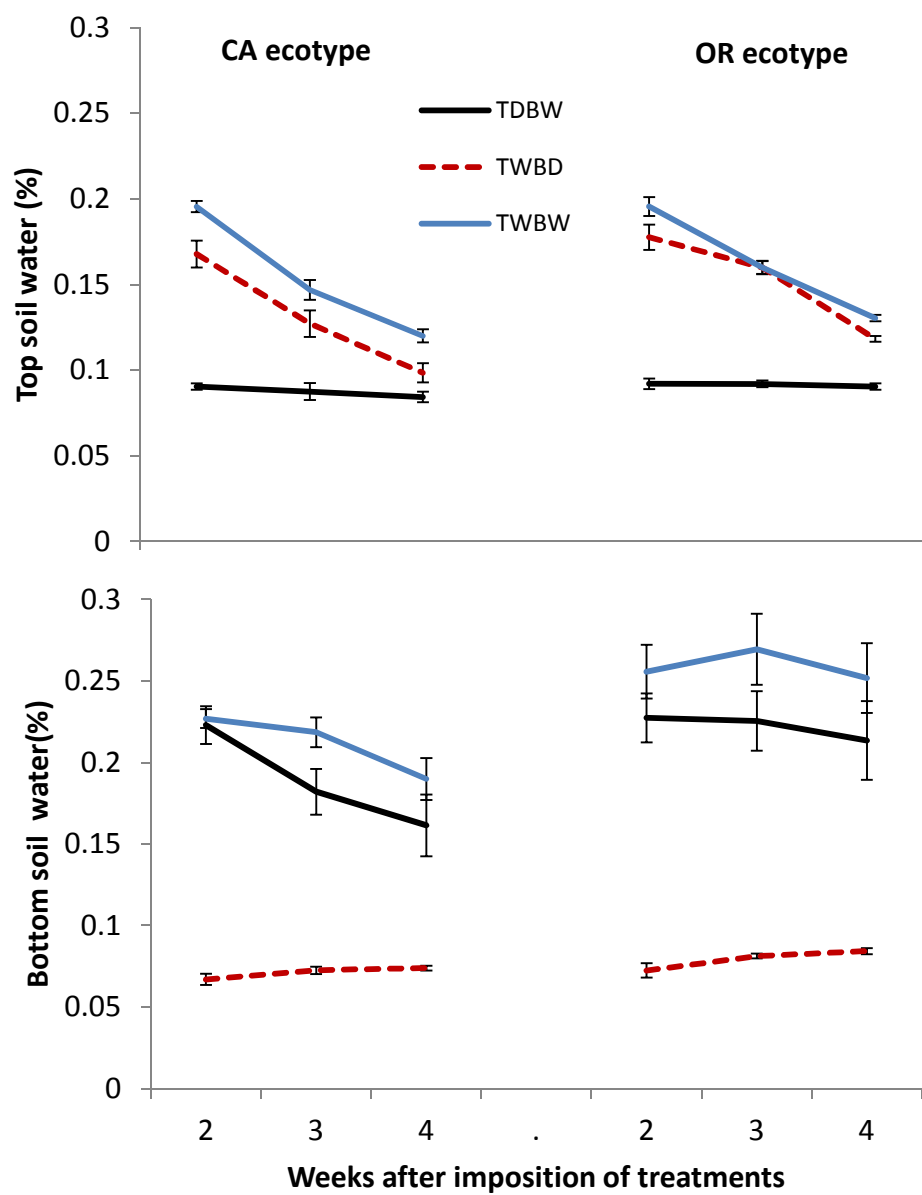 0.3
CA ecotype
OR ecotype
0.25
TDBW
TWBD
0.2
TWBW
0.15
0.1
0.05
0
Top soil water (%)
0.3
0.25
0.2
0.15
0.1
0.05
0
Bottom soil water(%)
2 3 4 . 2 3 4
Weeks after imposition of treatments